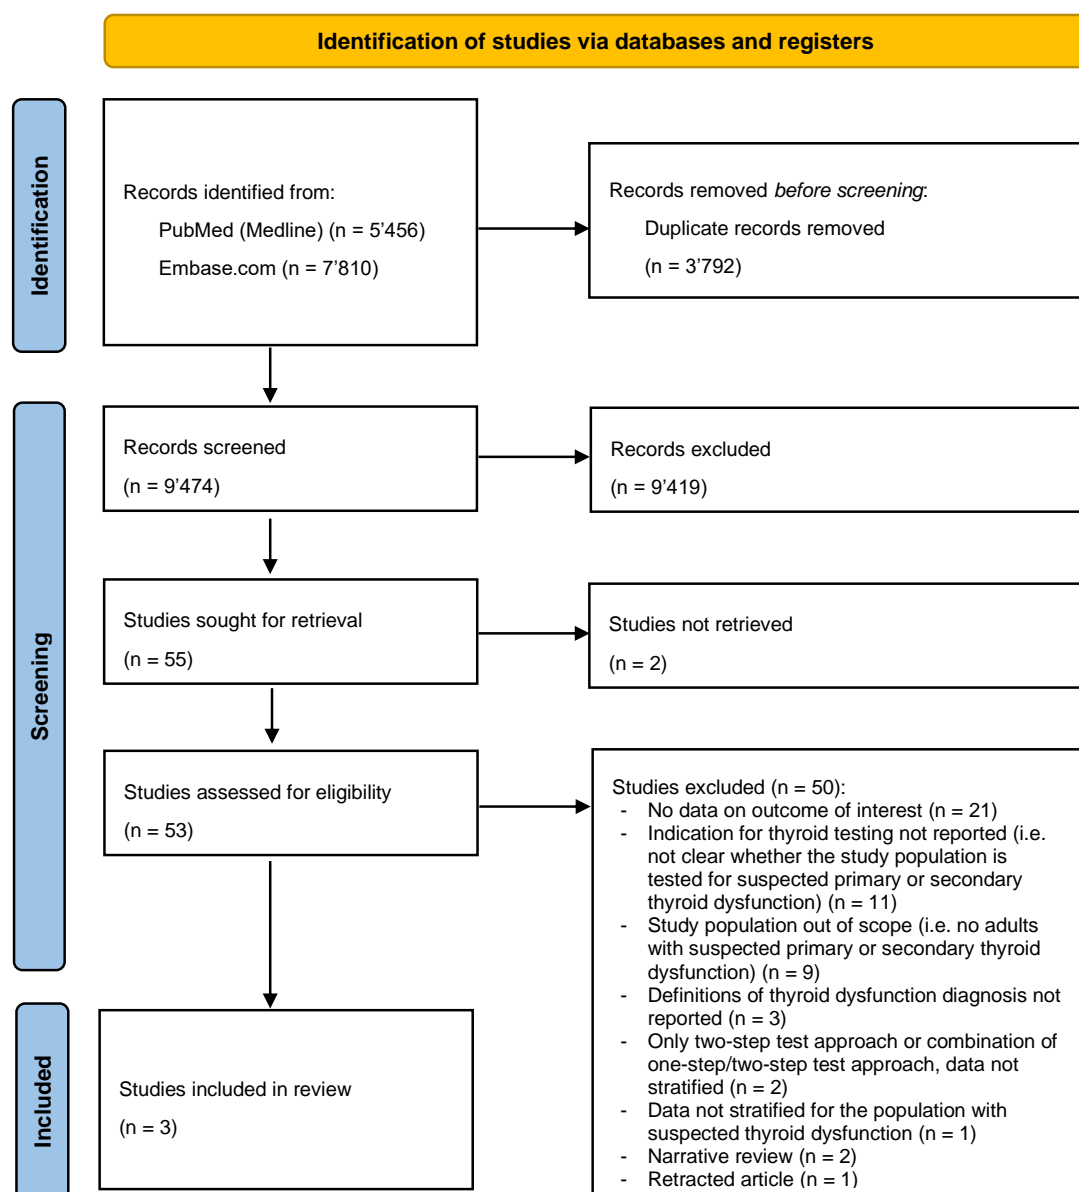 Identification of studies via databases and registers
Identification
Records identified from:
PubMed (Medline) (n = 5'456)
Embase.com (n = 7'810)
Records removed before screening:
Duplicate records removed
(n = 3'792)
Screening
Records screened
(n = 9'474)
Records excluded
(n = 9'419)
Studies sought for retrieval
(n = 55)
Studies not retrieved
(n = 2)
Studies assessed for eligibility
(n = 53)
Studies excluded (n = 50):
- No data on outcome of interest (n = 21)
- Indication for thyroid testing not reported (i.e.
not clear whether the study population is
tested for suspected primary or secondary
thyroid dysfunction) (n = 11)
- Study population out of scope (i.e. no adults
with suspected primary or secondary thyroid
dysfunction) (n = 9)
- Definitions of thyroid dysfunction diagnosis not
reported (n = 3)
- Only two-step test approach or combination of
one-step/two-step test approach, data not
stratified (n = 2)
- Data not stratified for the population with
suspected thyroid dysfunction (n = 1)
- Narrative review (n = 2)
- Retracted article (n = 1)
Included
Studies included in review
(n = 3)